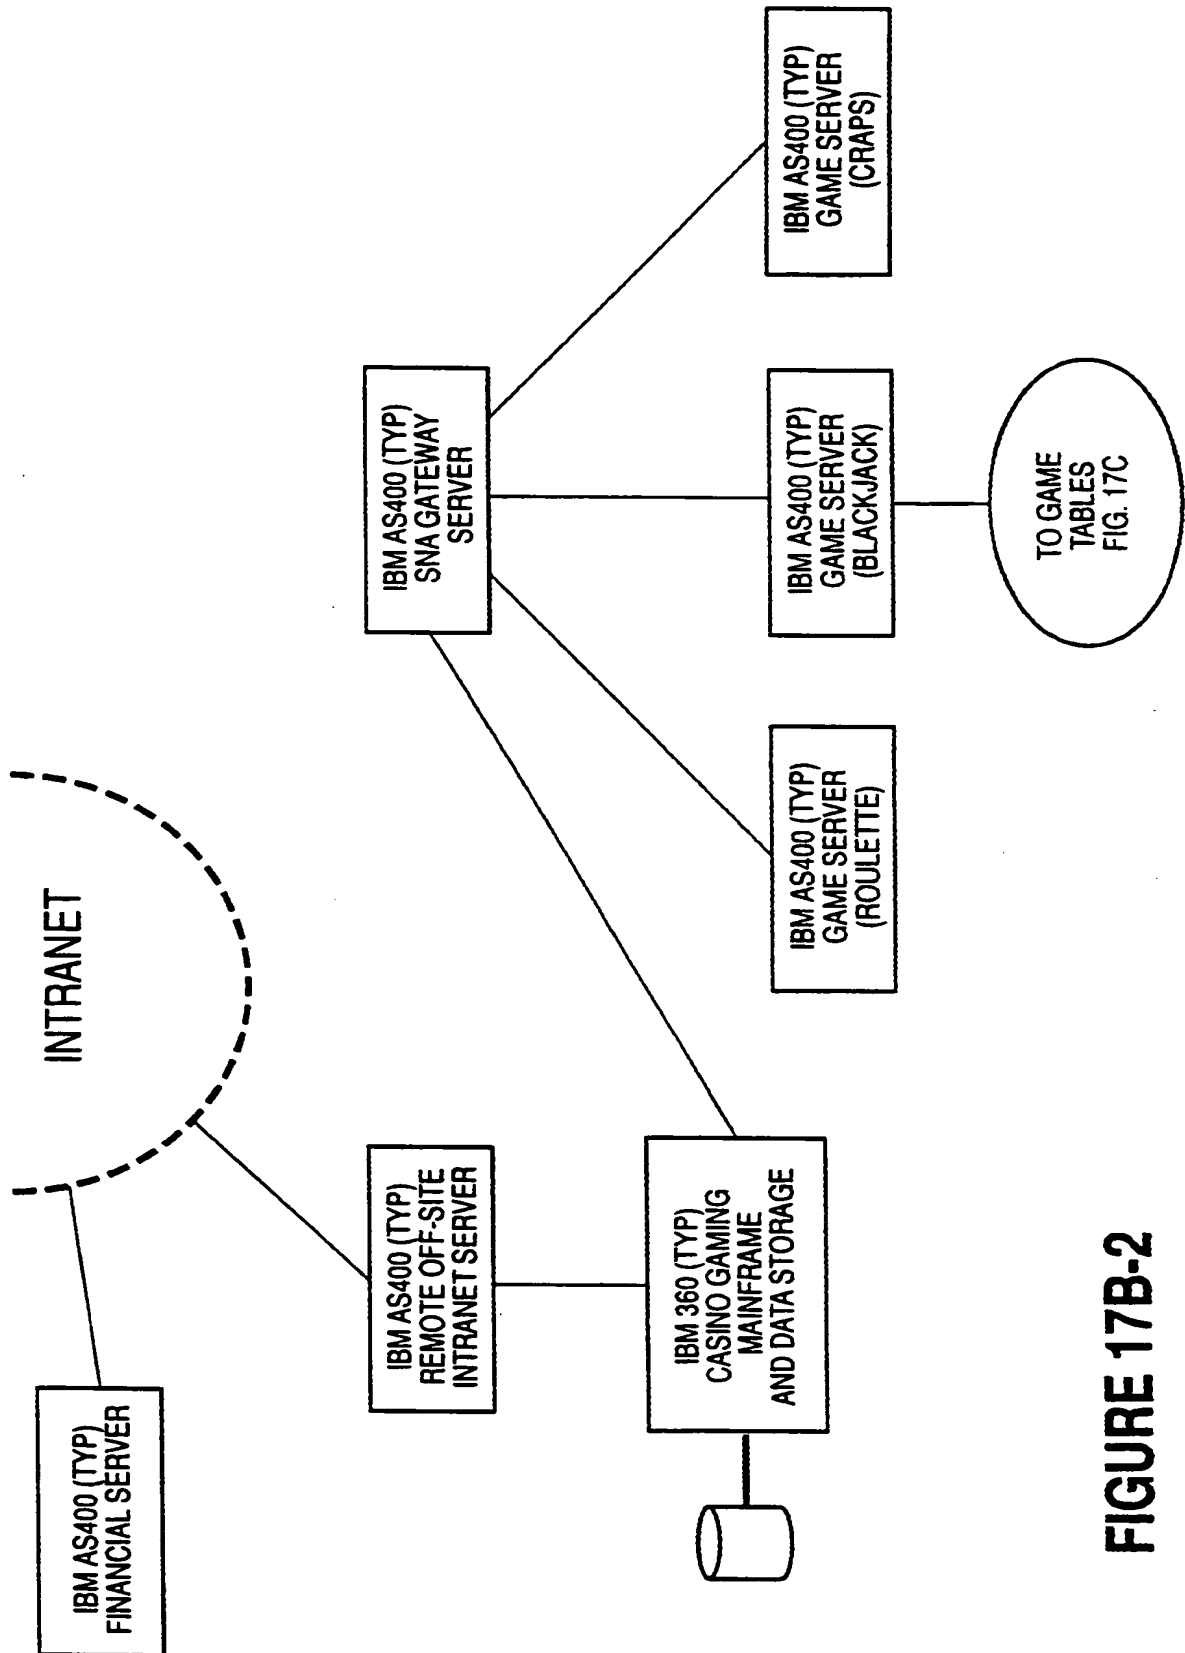 INTRANET
IBM AS400 (TYP)
FINANCIAL SERVER
IBM AS400 (TYP)
REMOTE OFF-SITE
INTRANET SERVER
IBM AS400 (TYP)
SNA GATEWAY
SERVER
IBM 360 (TYP)
CASINO GAMING
MAINFRAME
AND DATA STORAGE
IBM AS400 (TYP)
GAME SERVER
(ROULETTE)
IBM AS400 (TYP)
GAME SERVER
(BLACKJACK)
IBM AS400 (TYP)
GAME SERVER
(CRAPS)
TO GAME
TABLES
FIG. 17C
FIGURE 17B-2